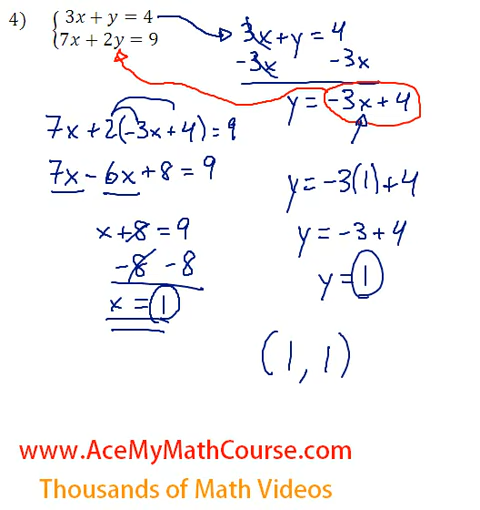 4) { 3x + y = 4
{ 7x + 2y = 9
3x + y = 4
-3x -3x
y = -3x + 4
7x + 2(-3x + 4) = 9
7x - 6x + 8 = 9
x + 8 = 9
-8 -8
x = 1
y = -3(1) + 4
y = -3 + 4
y = 1
(1, 1)
www.AceMyMathCourse.com
Thousands of Math Videos